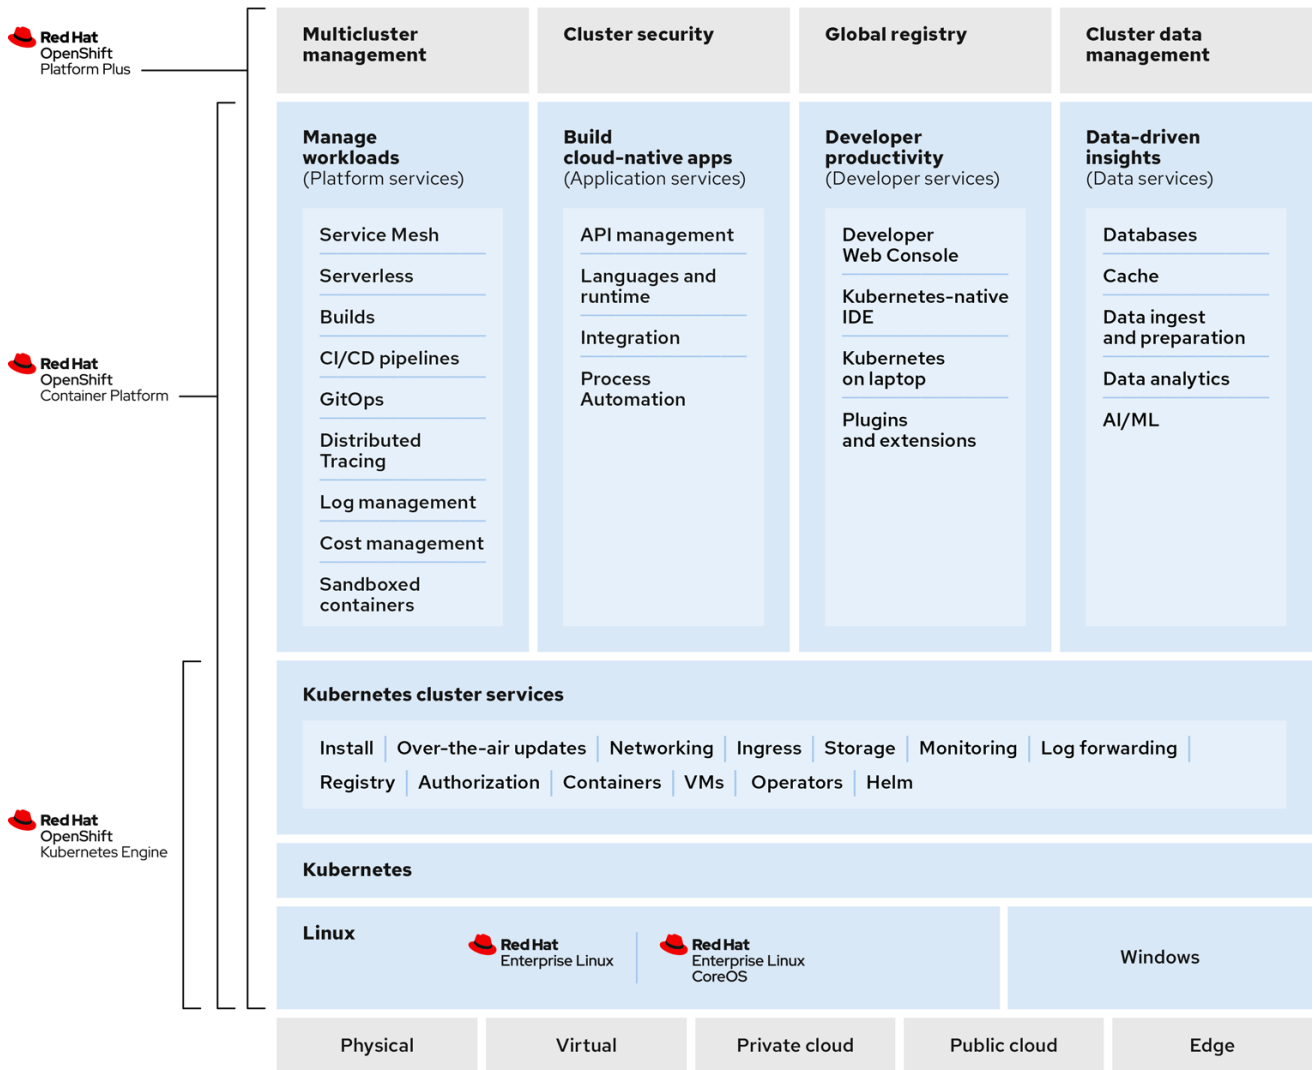 Red Hat
OpenShift
Platform Plus
Multicluster
management
Cluster security
Global registry
Cluster data
management
Red Hat
OpenShift
Container Platform
Manage
workloads
(Platform services)
Service Mesh
Serverless
Builds
CI/CD pipelines
GitOps
Distributed
Tracing
Log management
Cost management
Sandboxed
containers
Build
cloud-native apps
(Application services)
API management
Languages and
runtime
Integration
Process
Automation
Developer
productivity
(Developer services)
Developer
Web Console
Kubernetes-native
IDE
Kubernetes
on laptop
Plugins
and extensions
Data-driven
insights
(Data services)
Databases
Cache
Data ingest
and preparation
Data analytics
AI/ML
Red Hat
OpenShift
Kubernetes Engine
Kubernetes cluster services
Install | Over-the-air updates | Networking | Ingress | Storage | Monitoring | Log forwarding |
Registry | Authorization | Containers | VMs | Operators | Helm
Kubernetes
Linux
Red Hat
Enterprise Linux
Red Hat
Enterprise Linux
CoreOS
Windows
Physical
Virtual
Private cloud
Public cloud
Edge